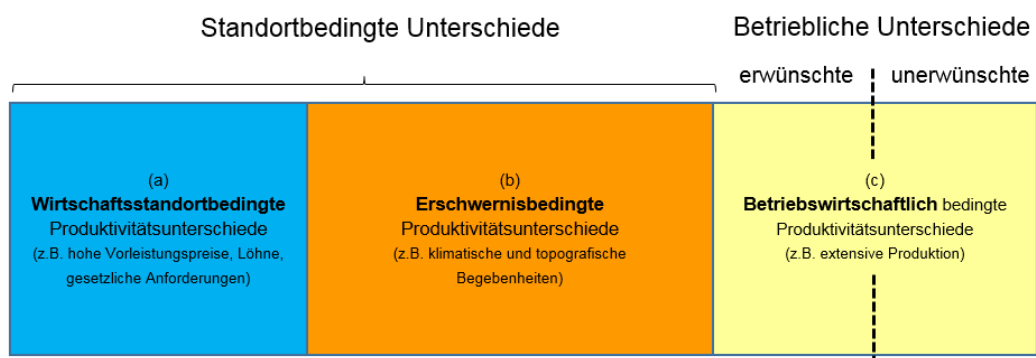 Standortbedingte Unterschiede
Betriebliche Unterschiede
erwünschte
unerwünschte
(a)
Wirtschaftsstandortbedingte
Produktivitätsunterschiede
(z.B. hohe Vorleistungspreise, Löhne,
gesetzliche Anforderungen)
(b)
Erschwernisbedingte
Produktivitätsunterschiede
(z.B. klimatische und topografische
Begebenheiten)
(c)
Betriebswirtschaftlich bedingte
Produktivitätsunterschiede
(z.B. extensive Produktion)